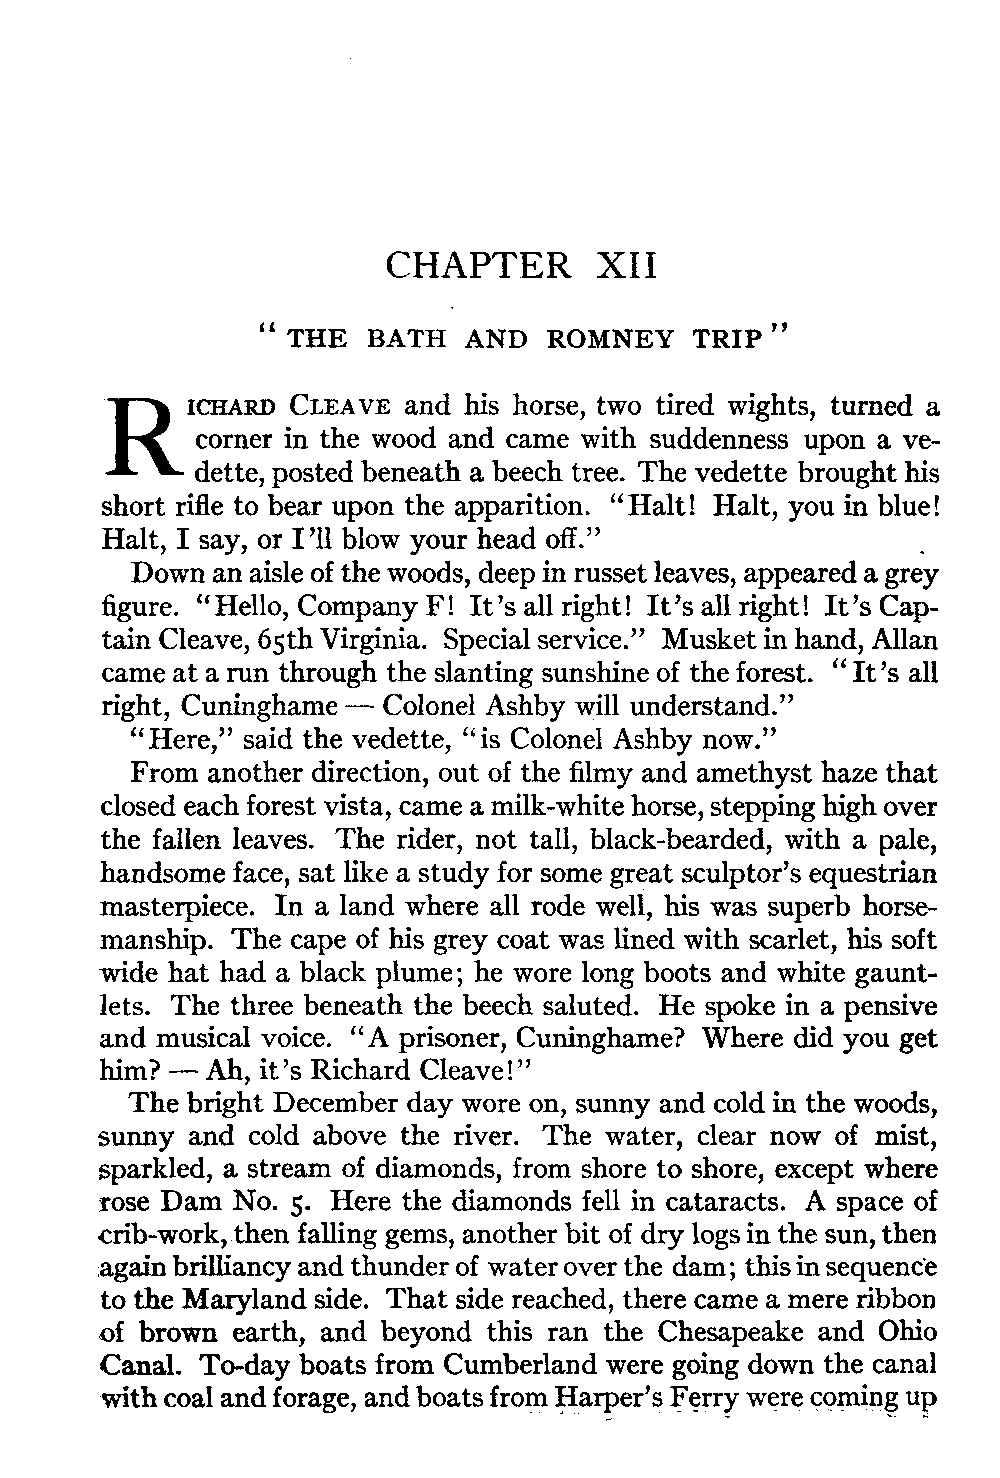 CHAPTER XII
"THE BATH AND ROMNEY TRIP"
RICHARD CLEAVE and his horse, two tired wights, turned a
corner in the wood and came with suddenness upon a ve-
dette, posted beneath a beech tree. The vedette brought his
short rifle to bear upon the apparition. "Halt! Halt, you in blue!
Halt, I say, or I'll blow your head off."
Down an aisle of the woods, deep in russet leaves, appeared a grey
figure. "Hello, Company F! It's all right! It's all right! It's Cap-
tain Cleave, 65th Virginia. Special service." Musket in hand, Allan
came at a run through the slanting sunshine of the forest. "It's all
right, Cuninghame — Colonel Ashby will understand."
"Here," said the vedette, "is Colonel Ashby now."
From another direction, out of the filmy and amethyst haze that
closed each forest vista, came a milk-white horse, stepping high over
the fallen leaves. The rider, not tall, black-bearded, with a pale,
handsome face, sat like a study for some great sculptor's equestrian
masterpiece. In a land where all rode well, his was superb horse-
manship. The cape of his grey coat was lined with scarlet, his soft
wide hat had a black plume; he wore long boots and white gaunt-
lets. The three beneath the beech saluted. He spoke in a pensive
and musical voice. "A prisoner, Cuninghame? Where did you get
him? — Ah, it's Richard Cleave!"
The bright December day wore on, sunny and cold in the woods,
sunny and cold above the river. The water, clear now of mist,
sparkled, a stream of diamonds, from shore to shore, except where
rose Dam No. 5. Here the diamonds fell in cataracts. A space of
crib-work, then falling gems, another bit of dry logs in the sun, then
again brilliancy and thunder of water over the dam; this in sequence
to the Maryland side. That side reached, there came a mere ribbon
of brown earth, and beyond this ran the Chesapeake and Ohio
Canal. To-day boats from Cumberland were going down the canal
with coal and forage, and boats from Harper's Ferry were coming up